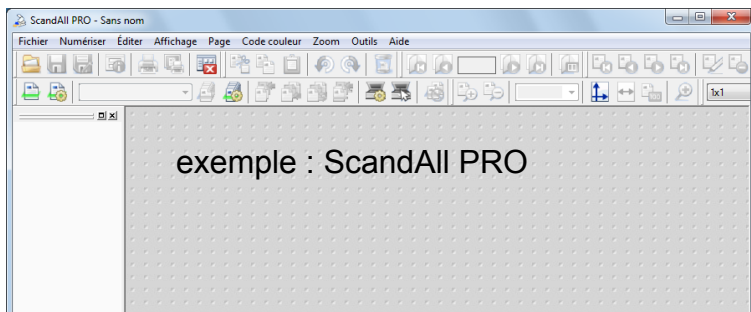 ScandAll PRO - Sans nom
Fichier Numériser Éditer Affichage Page Code couleur Zoom Outils Aide
1x1
exemple : ScandAll PRO